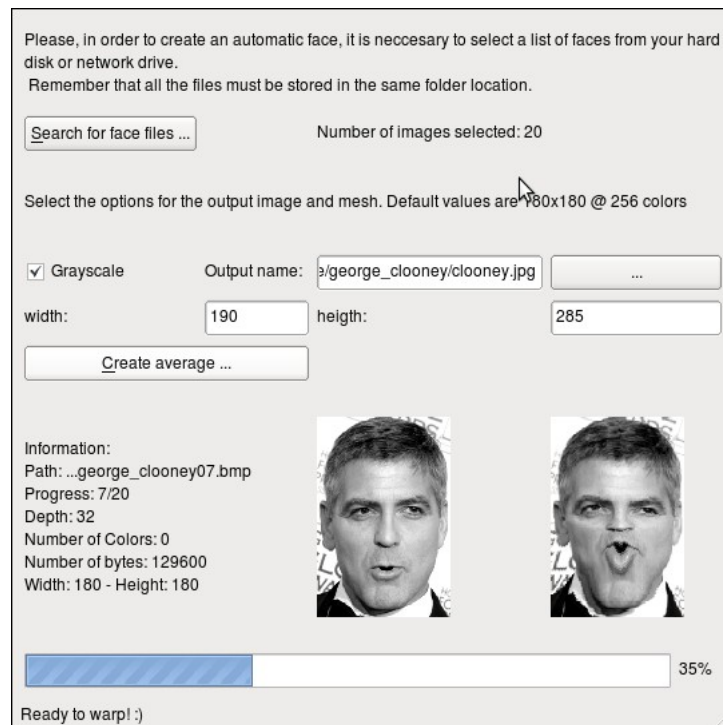 Please, in order to create an automatic face, it is neccesary to select a list of faces from your hard
disk or network drive.
Remember that all the files must be stored in the same folder location.
Search for face files ...
Number of images selected: 20
Select the options for the output image and mesh. Default values are 180x180 @ 256 colors
Grayscale
Output name:
e/george_clooney/clooney.jpg
...
width:
190
heigth:
285
Create average ...
Information:
Path: ...george_clooney07.bmp
Progress: 7/20
Depth: 32
Number of Colors: 0
Number of bytes: 129600
Width: 180 - Height: 180
35%
Ready to warp! :)